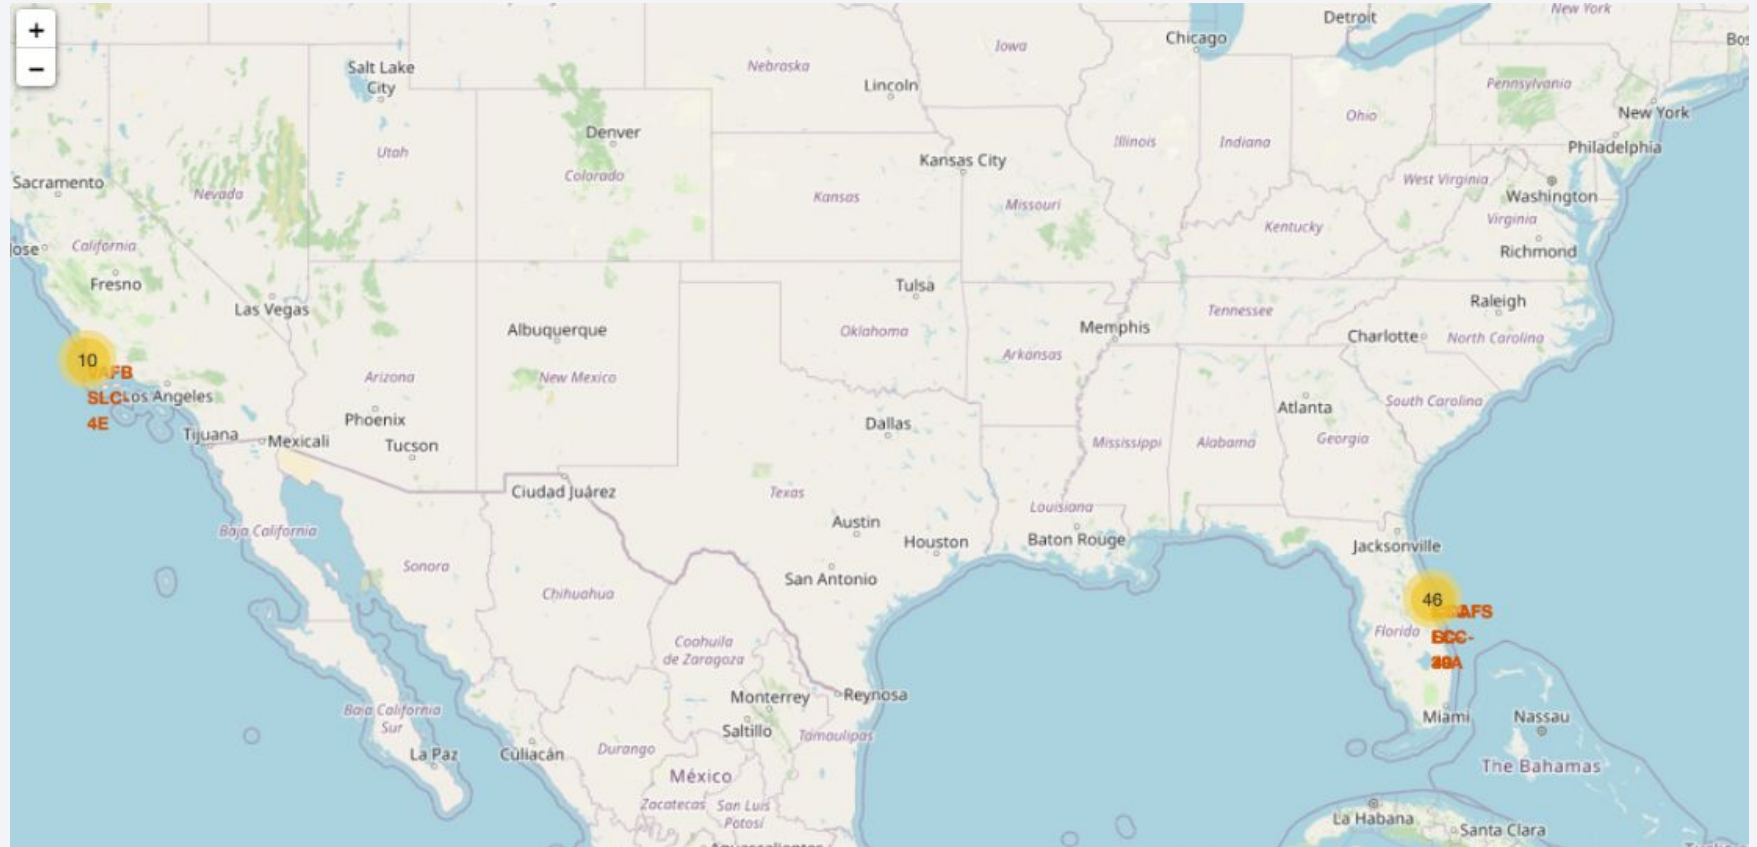 +
−
Detroit
New York
Chicago
Iowa
Salt Lake
City
Nebraska
Lincoln
Pennsylvania
New York
Ohio
Denver
Illinois
Indiana
Philadelphia
Utah
Kansas City
Colorado
West Virginia
Sacramento
Nevada
Kansas
Missouri
Washington
Virginia
Kentucky
California
Richmond
Fresno
Tulsa
Las Vegas
Raleigh
Tennessee
Albuquerque
Oklahoma
Memphis
Charlotte
North Carolina
10
Arkansas
VAFB
Arizona
New Mexico
SLC-
Los Angeles
South Carolina
Atlanta
4E
Phoenix
Dallas
Tijuana
Mexicali
Tucson
Mississippi
Alabama
Georgia
Ciudad Juárez
Texas
Louisiana
Austin
Baja California
Houston
Baton Rouge
Jacksonville
Sonora
San Antonio
Chihuahua
46
Florida
Coahuila
de Zaragoza
Monterrey
Reynosa
Baja California
Sur
Miami
Nassau
Saltillo
Tamaulipas
La Paz
Culiacán
Durango
México
The Bahamas
Zacatecas
San Luis
Potosí
La Habana
Santa Clara
Aguascalientes